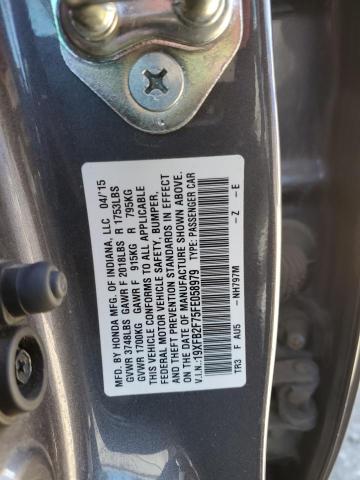 MFD. BY HONDA MFG. OF INDIANA, LLC 04/'15
GVWR 3748LBS GAWR F 2018LBS R 1753LBS
GVWR 1700KG GAWR F 915KG R 795KG
THIS VEHICLE CONFORMS TO ALL APPLICABLE
FEDERAL MOTOR VEHICLE SAFETY, BUMPER,
AND THEFT PREVENTION STANDARDS IN EFFECT
ON THE DATE OF MANUFACTURE SHOWN ABOVE.
V.I.N.: 19XFB2F75FE058979 TYPE: PASSENGER CAR
TR3 F AU5 -NH797M -Z -E